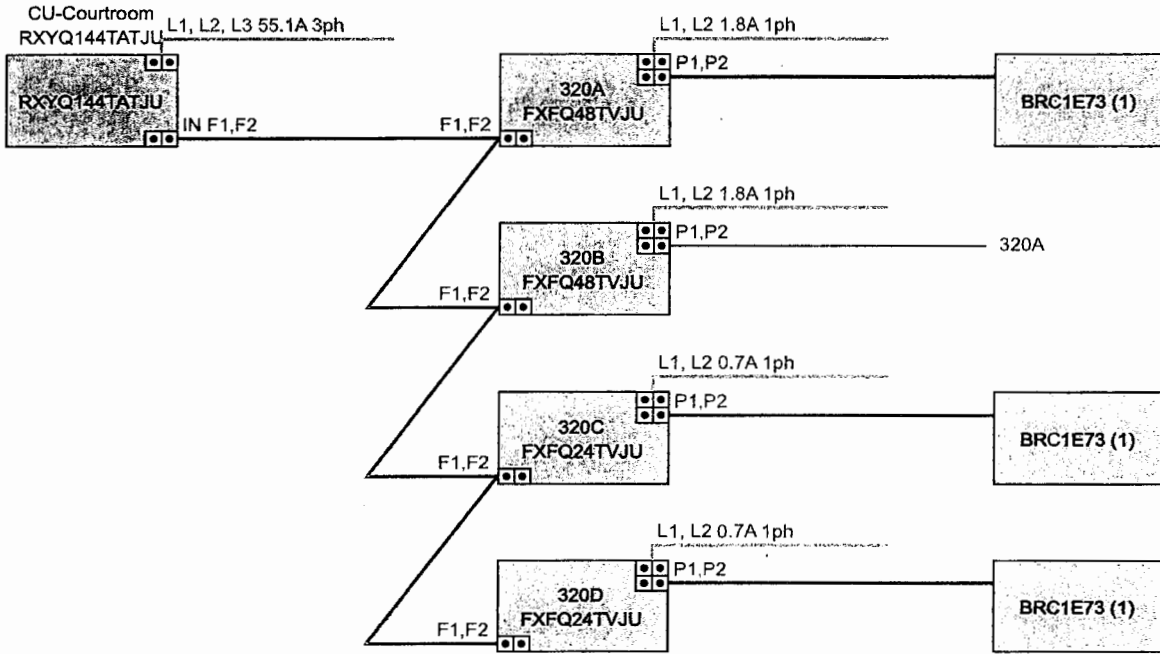 CU-Courtroom
RXYQ144TATJU
L1, L2, L3 55.1A 3ph
RXYQ144TATJU
IN F1,F2
F1,F2
L1, L2 1.8A 1ph
P1,P2
320A
FXFQ48TVJU
BRC1E73 (1)
L1, L2 1.8A 1ph
P1,P2
320B
FXFQ48TVJU
320A
F1,F2
L1, L2 0.7A 1ph
P1,P2
320C
FXFQ24TVJU
BRC1E73 (1)
F1,F2
L1, L2 0.7A 1ph
P1,P2
320D
FXFQ24TVJU
BRC1E73 (1)
F1,F2